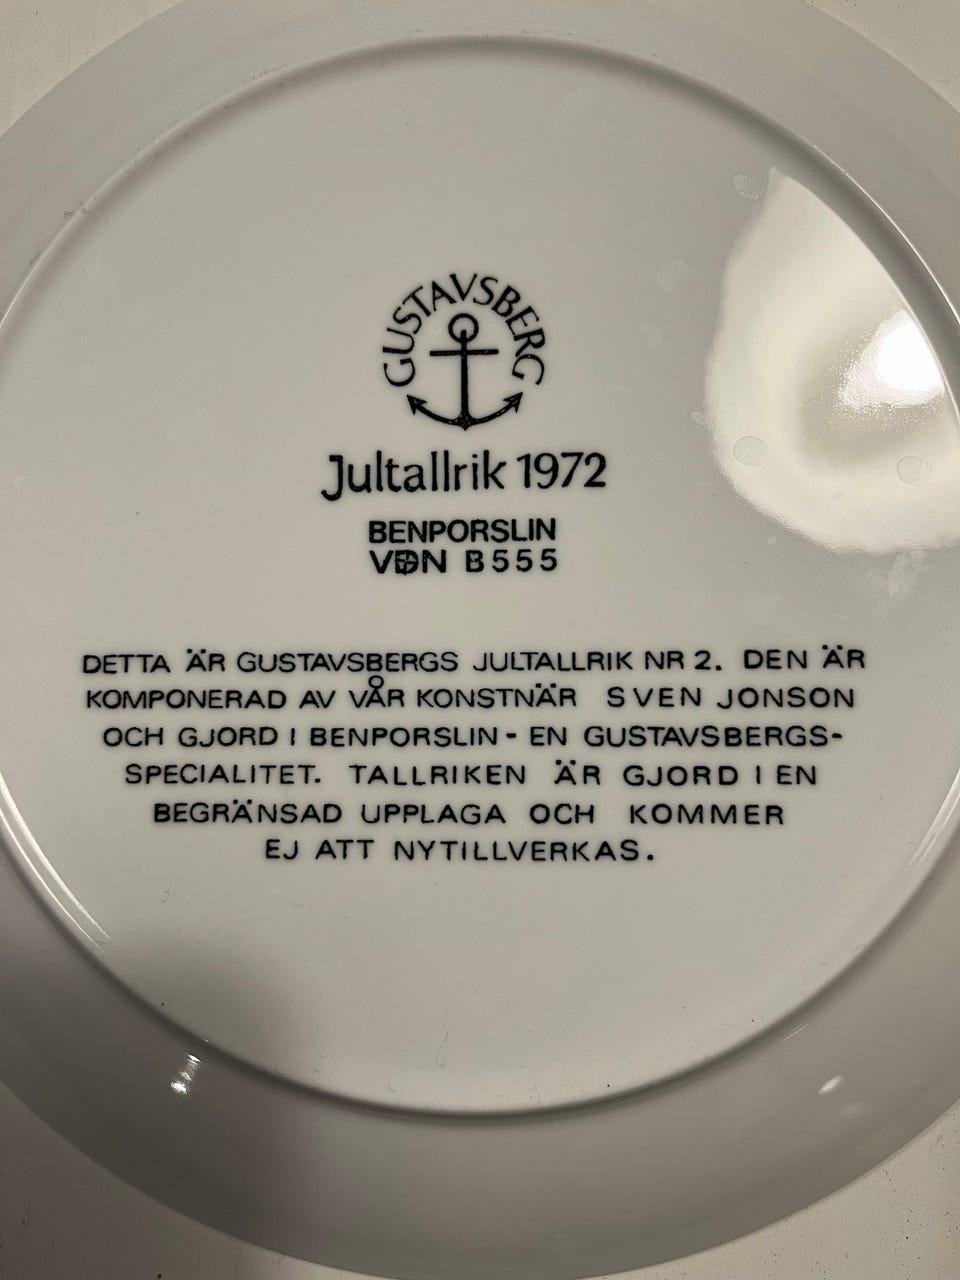 GUSTAVSBERG
Jultallrik 1972
BENPORSLIN
VDN B555
DETTA ÄR GUSTAVSBERGS JULTALLRIK NR 2. DEN ÄR
KOMPONERAD AV VÅR KONSTNÄR SVEN JONSON
OCH GJORD I BENPORSLIN - EN GUSTAVSBERGS-
SPECIALITET. TALLRIKEN ÄR GJORD I EN
BEGRÄNSAD UPPLAGA OCH KOMMER
EJ ATT NYTILLVERKAS.